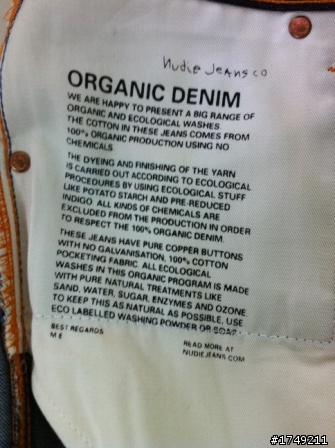 nudie Jeans co
ORGANIC DENIM
WE ARE HAPPY TO PRESENT A BIG RANGE OF
ORGANIC AND ECOLOGICAL WASHES.
THE COTTON IN THESE JEANS COMES FROM
100% ORGANIC PRODUCTION USING NO
CHEMICALS.
THE DYEING AND FINISHING OF THE YARN
IS CARRIED OUT ACCORDING TO ECOLOGICAL
PROCEDURES BY USING ECOLOGICAL STUFF
LIKE POTATO STARCH AND PRE-REDUCED
INDIGO. ALL KINDS OF CHEMICALS ARE
EXCLUDED FROM THE PRODUCTION IN ORDER
TO RESPECT THE 100% ORGANIC DENIM.
THESE JEANS HAVE PURE COPPER BUTTONS
WITH NO GALVANISATION, 100% COTTON
POCKETING FABRIC. ALL ECOLOGICAL
WASHES IN THIS ORGANIC PROGRAM IS MADE
WITH PURE NATURAL TREATMENTS LIKE
SAND, WATER, SUGAR, ENZYMES AND OZONE.
TO KEEP THIS AS NATURAL AS POSSIBLE, USE
ECO LABELLED WASHING POWDER OR SOAP.
BEST REGARDS
M E
READ MORE AT
NUDIEJEANS.COM
#1749211